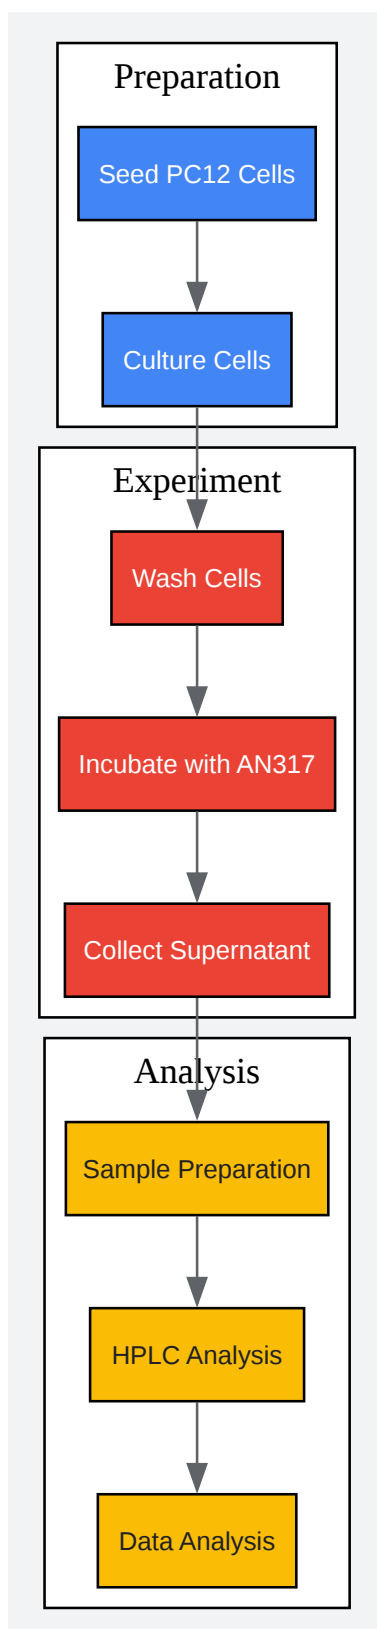 Preparation
Seed PC12 Cells
Culture Cells
Experiment
Wash Cells
Incubate with AN317
Collect Supernatant
Analysis
Sample Preparation
HPLC Analysis
Data Analysis